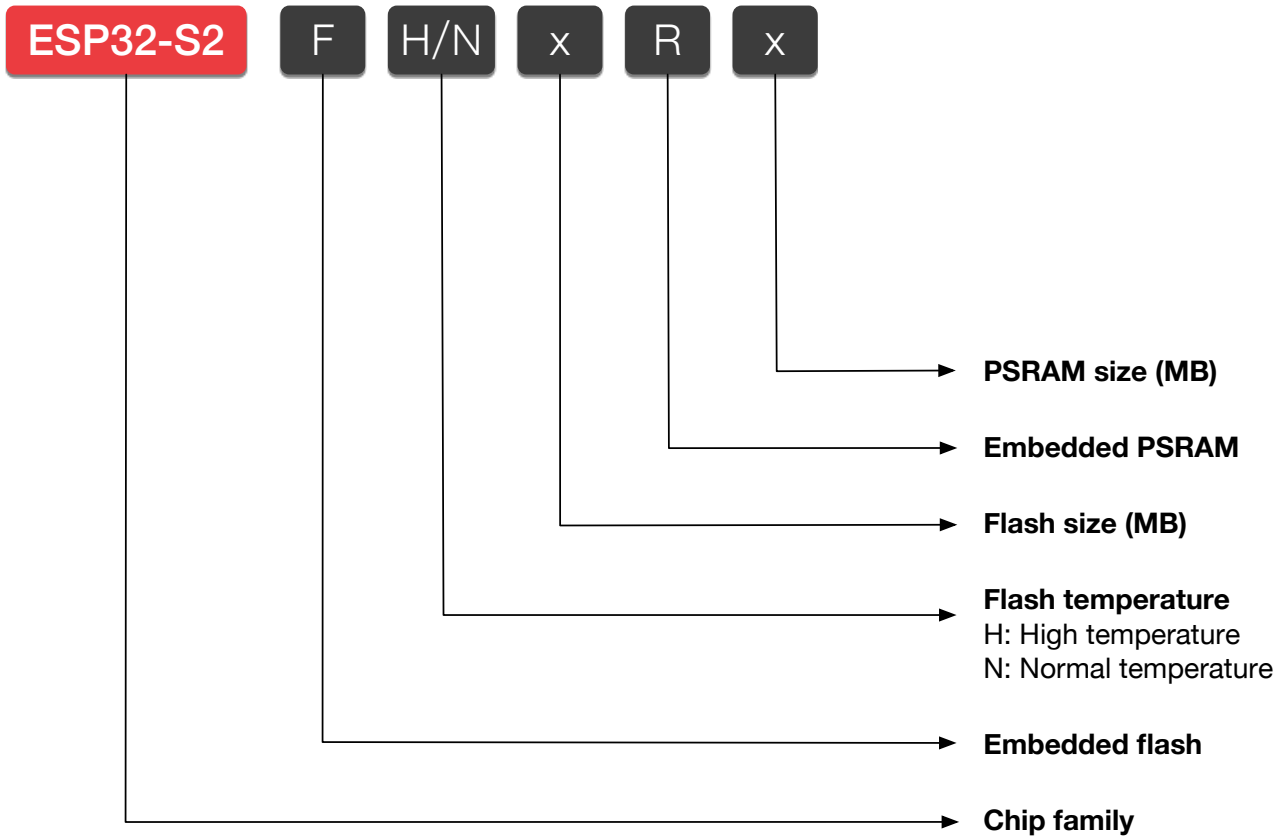 ESP32-S2 F H/N x R x
PSRAM size (MB)
Embedded PSRAM
Flash size (MB)
Flash temperature
H: High temperature
N: Normal temperature
Embedded flash
Chip family